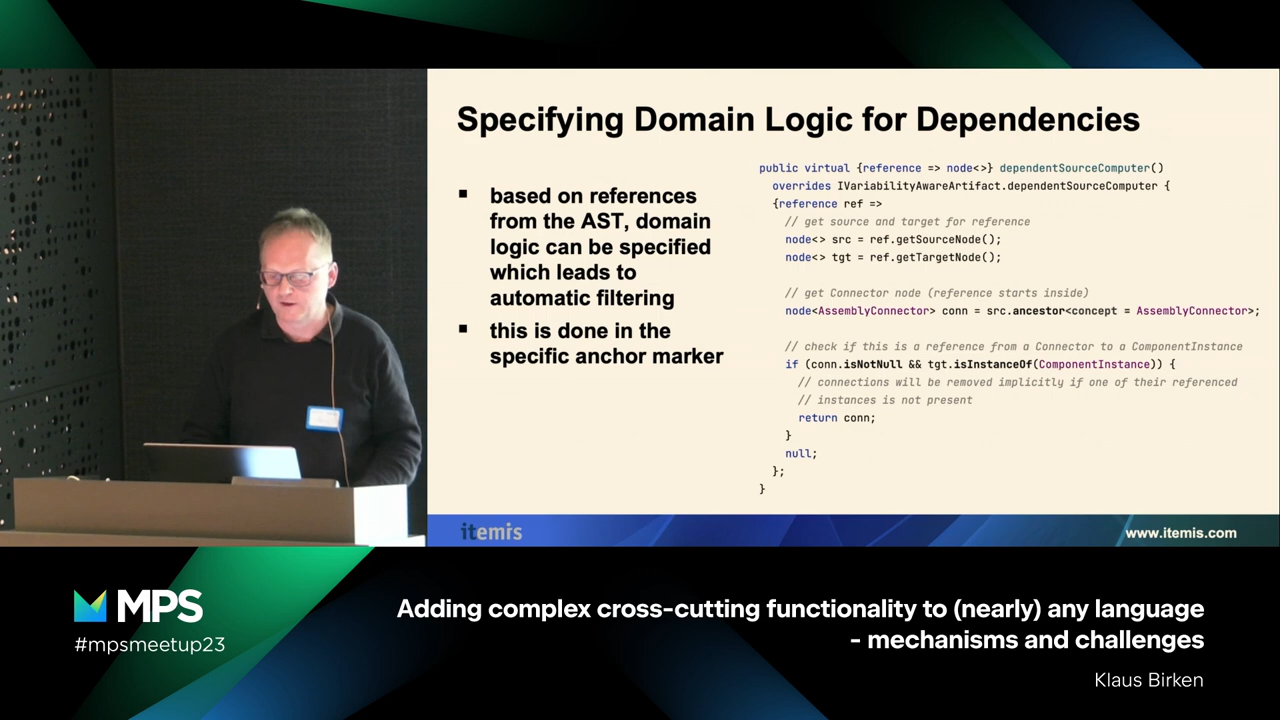 Specifying Domain Logic for Dependencies
▪ based on references
from the AST, domain
logic can be specified
which leads to
automatic filtering
▪ this is done in the
specific anchor marker
public virtual {reference => node<>} dependentSourceComputer()
  overrides IVariabilityAwareArtifact.dependentSourceComputer {
  {reference ref =>
    // get source and target for reference
    node<> src = ref.getSourceNode();
    node<> tgt = ref.getTargetNode();

    // get Connector node (reference starts inside)
    node<AssemblyConnector> conn = src.ancestor<concept = AssemblyConnector>;

    // check if this is a reference from a Connector to a ComponentInstance
    if (conn.isNotNull && tgt.isInstanceOf(ComponentInstance)) {
      // connections will be removed implicitly if one of their referenced
      // instances is not present
      return conn;
    }
    null;
  };
}
itemis
www.itemis.com
MPS
#mpsmeetup23
Adding complex cross-cutting functionality to (nearly) any language
- mechanisms and challenges
Klaus Birken